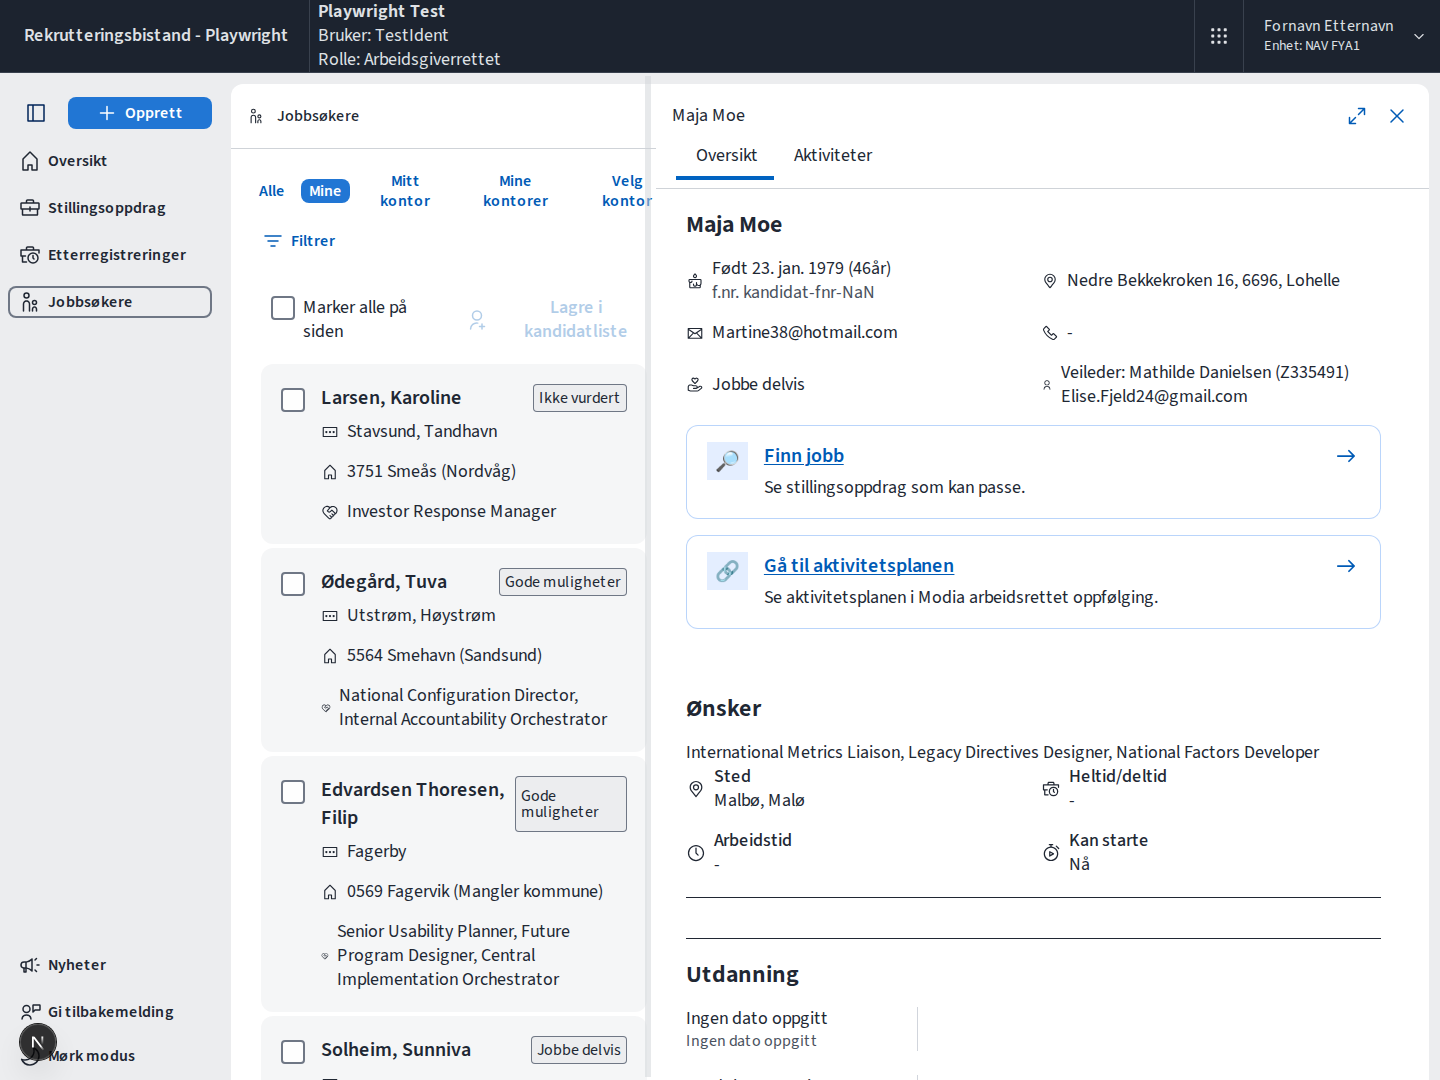 Rekrutteringsbistand - Playwright
Playwright Test
Bruker: TestIdent
Rolle: Arbeidsgiverrettet
Fornavn Etternavn
Enhet: NAV FYA1
Opprett
Oversikt
Stillingsoppdrag
Etterregistreringer
Jobbsøkere
Nyheter
Gi tilbakemelding
N
Mørk modus
Jobbsøkere
Alle
Mine
Mitt
kontor
Mine
kontorer
Velg
kontor
Filtrer
Marker alle på
siden
Lagre i
kandidatliste
Larsen, Karoline
Ikke vurdert
Stavsund, Tandhavn
3751 Smeås (Nordvåg)
Investor Response Manager
Ødegård, Tuva
Gode muligheter
Utstrøm, Høystrøm
5564 Smehavn (Sandsund)
National Configuration Director,
Internal Accountability Orchestrator
Edvardsen Thoresen,
Filip
Gode
muligheter
Fagerby
0569 Fagervik (Mangler kommune)
Senior Usability Planner, Future
Program Designer, Central
Implementation Orchestrator
Solheim, Sunniva
Jobbe delvis
Maja Moe
Oversikt
Aktiviteter
Maja Moe
Født 23. jan. 1979 (46år)
f.nr. kandidat-fnr-NaN
Nedre Bekkekroken 16, 6696, Lohelle
Martine38@hotmail.com
-
Jobbe delvis
Veileder: Mathilde Danielsen (Z335491)
Elise.Fjeld24@gmail.com
Finn jobb
Se stillingsoppdrag som kan passe.
Gå til aktivitetsplanen
Se aktivitetsplanen i Modia arbeidsrettet oppfølging.
Ønsker
International Metrics Liaison, Legacy Directives Designer, National Factors Developer
Sted
Malbø, Malø
Heltid/deltid
-
Arbeidstid
-
Kan starte
Nå
Utdanning
Ingen dato oppgitt
Ingen dato oppgitt